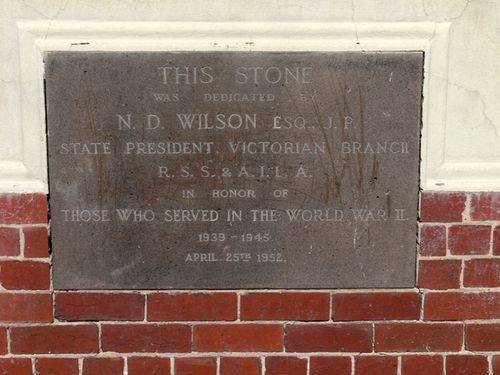 THIS STONE
WAS DEDICATED BY
N. D. WILSON ESQ., J. P.
STATE PRESIDENT, VICTORIAN BRANCH
R. S. S. & A. I. L. A.
IN HONOR OF
THOSE WHO SERVED IN THE WORLD WAR II.
1939 - 1945
APRIL 25TH 1952.